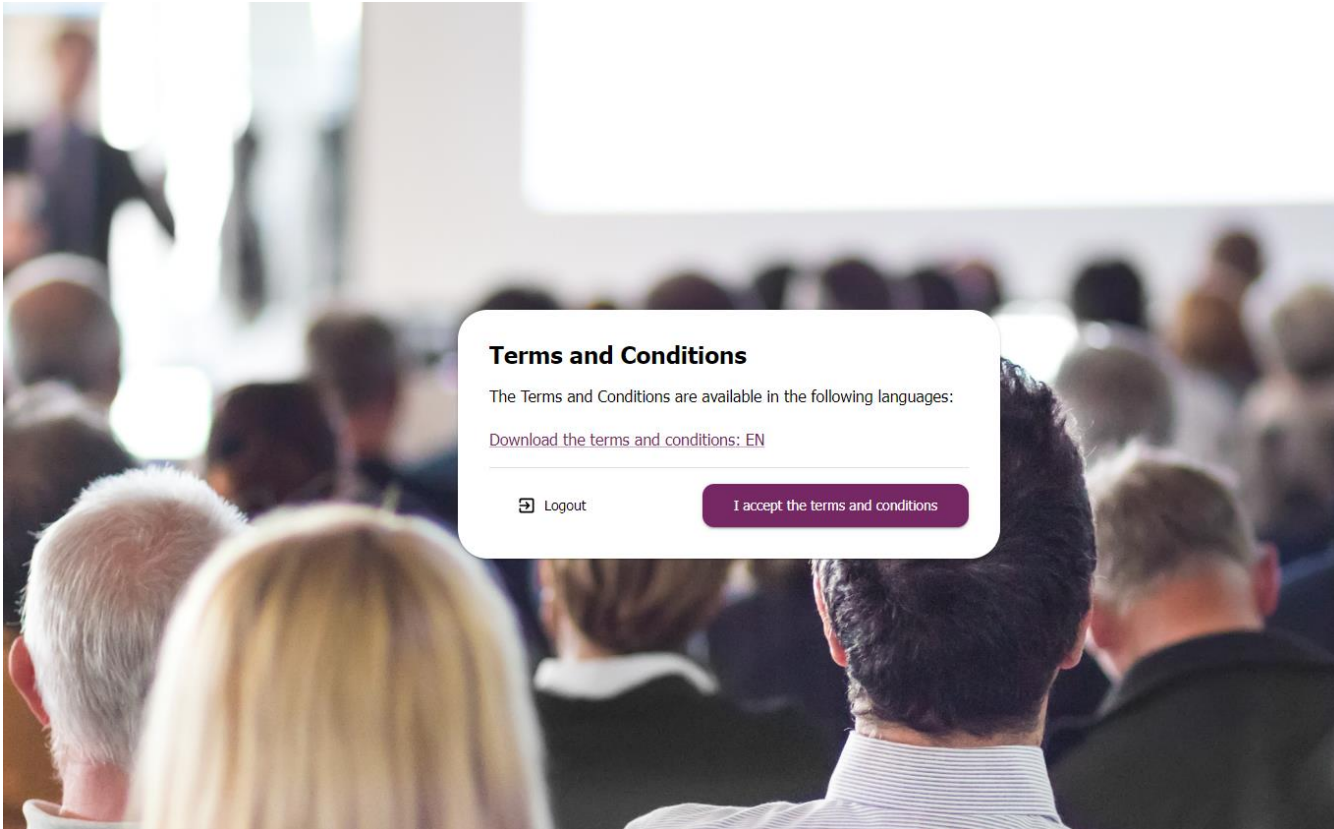 Terms and Conditions
The Terms and Conditions are available in the following languages:
Download the terms and conditions: EN
Logout
I accept the terms and conditions